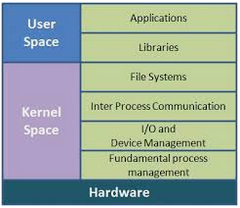 User
Space
Applications
Libraries
Kernel
Space
File Systems
Inter Process Communication
I/O and
Device Management
Fundamental process
management
Hardware